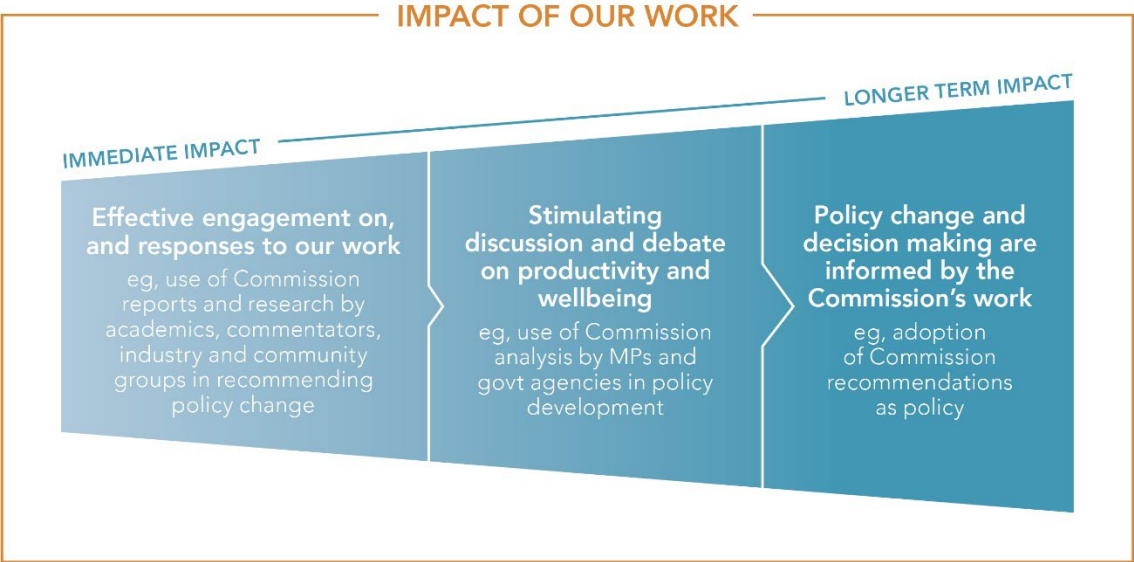 IMPACT OF OUR WORK
IMMEDIATE IMPACT
LONGER TERM IMPACT
Effective engagement on,
and responses to our work
eg, use of Commission
reports and research by
academics, commentators,
industry and community
groups in recommending
policy change
Stimulating
discussion and debate
on productivity and
wellbeing
eg, use of Commission
analysis by MPs and
govt agencies in policy
development
Policy change and
decision making are
informed by the
Commission's work
eg, adoption
of Commission
recommendations
as policy